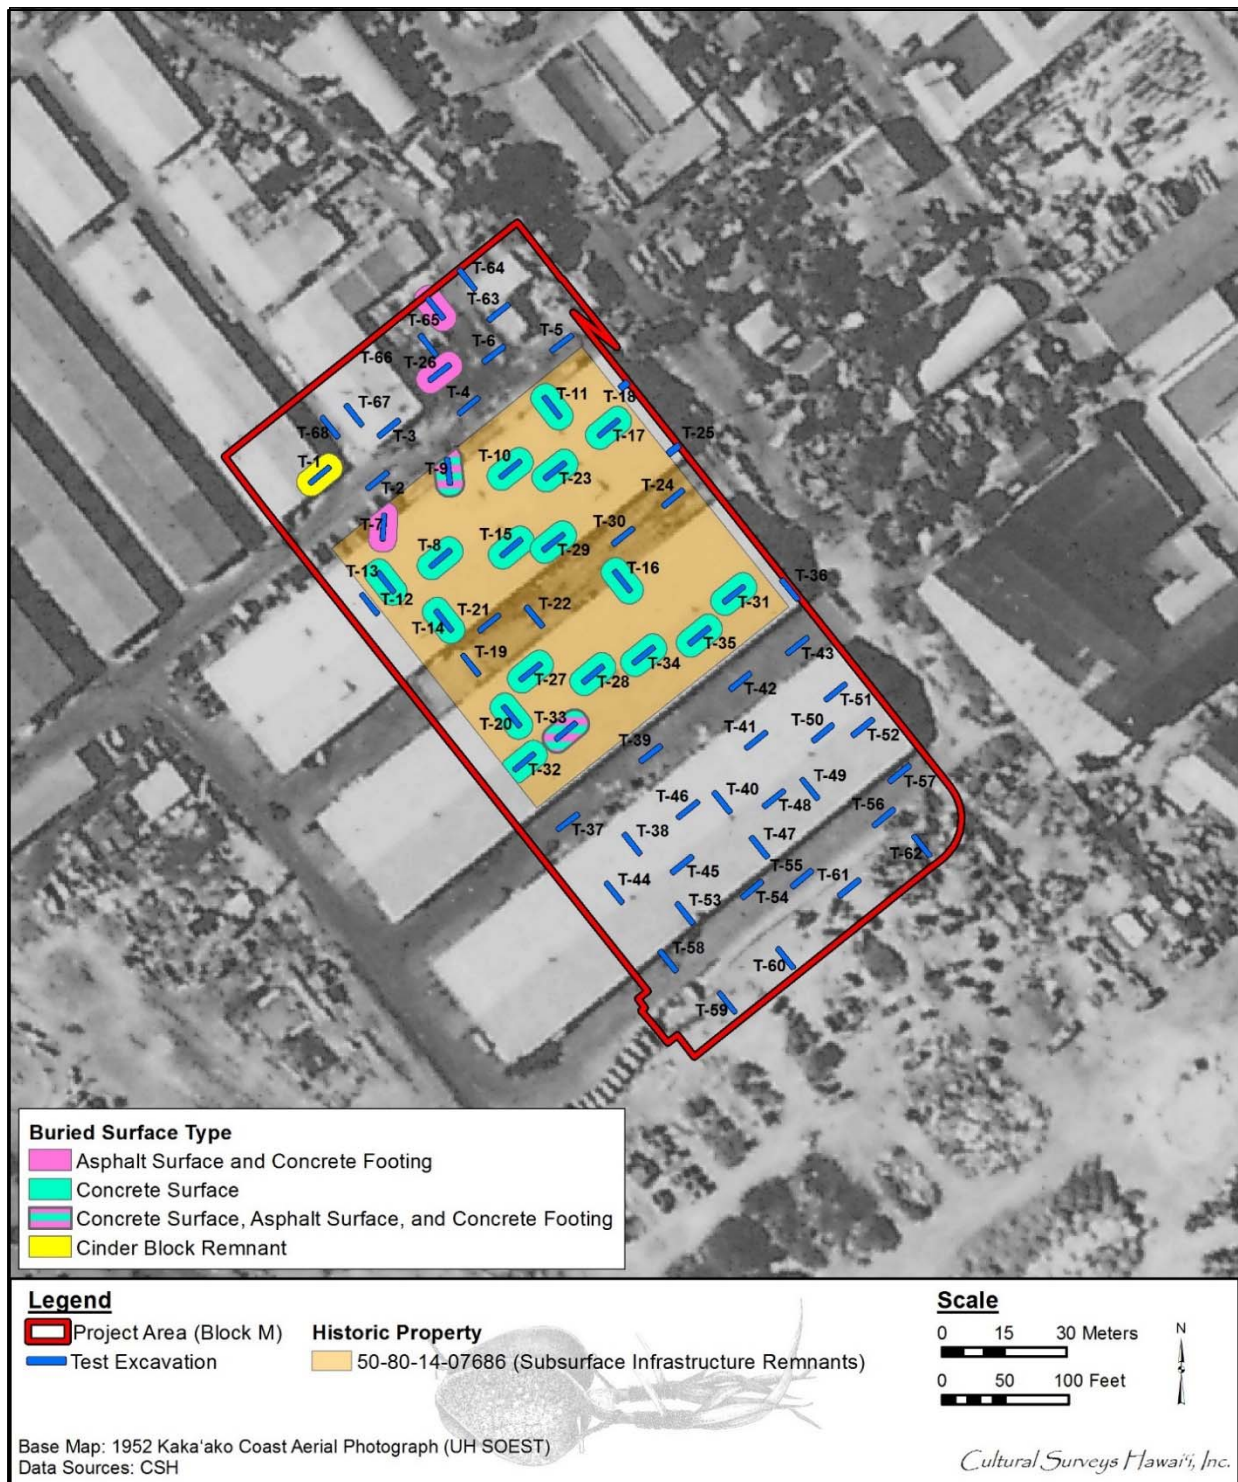 T-64
T-63
T-65
T-5
T-6
T-66
T-26
T-4
T-11
T-18
T-67
T-17
T-68
T-3
T-25
T-1
T-9
T-10
T-23
T-2
T-24
T-7
T-30
T-15
T-29
T-8
T-16
T-13
T-36
T-12
T-31
T-21
T-22
T-14
T-35
T-19
T-34
T-43
T-27
T-28
T-42
T-51
T-20
T-33
T-50
T-41
T-52
T-39
T-32
T-57
T-49
T-40
T-46
T-48
T-56
T-37
T-38
T-47
T-62
T-55
T-45
T-61
T-44
T-54
T-53
T-58
T-60
T-59
Buried Surface Type
Asphalt Surface and Concrete Footing
Concrete Surface
Concrete Surface, Asphalt Surface, and Concrete Footing
Cinder Block Remnant
Legend
Project Area (Block M)
Test Excavation
Historic Property
50-80-14-07686 (Subsurface Infrastructure Remnants)
Scale
0 15 30 Meters
0 50 100 Feet
N
Base Map: 1952 Kaka‘ako Coast Aerial Photograph (UH SOEST)
Data Sources: CSH
Cultural Surveys Hawai‘i, Inc.